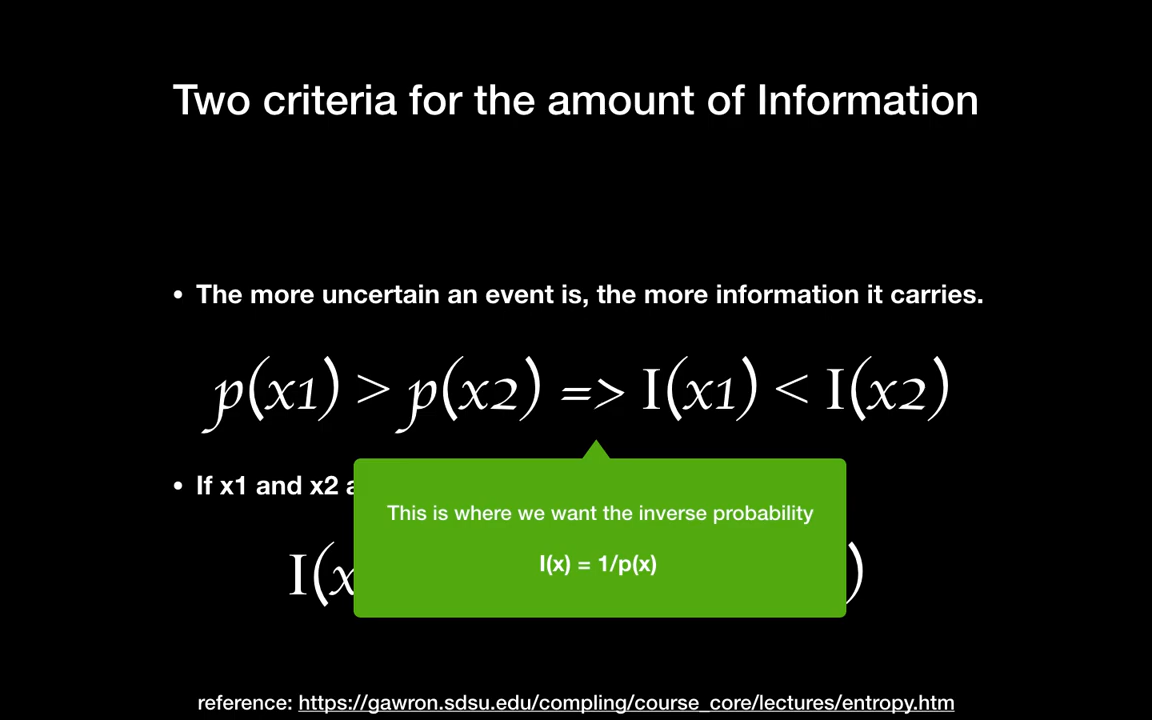 Two criteria for the amount of Information
• The more uncertain an event is, the more information it carries.
p(x1) > p(x2) => I(x1) < I(x2)
• If x1 and x2
This is where we want the inverse probability
I(x) = 1/p(x)
I(x )
reference: https://gawron.sdsu.edu/compling/course_core/lectures/entropy.htm